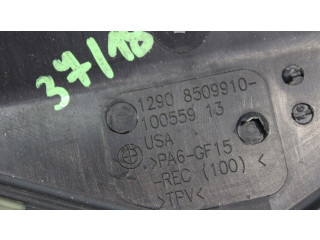 37/18
1290 8509910-
100559 13
USA
>PA6-GF15
-REC (100)<
>TPV<